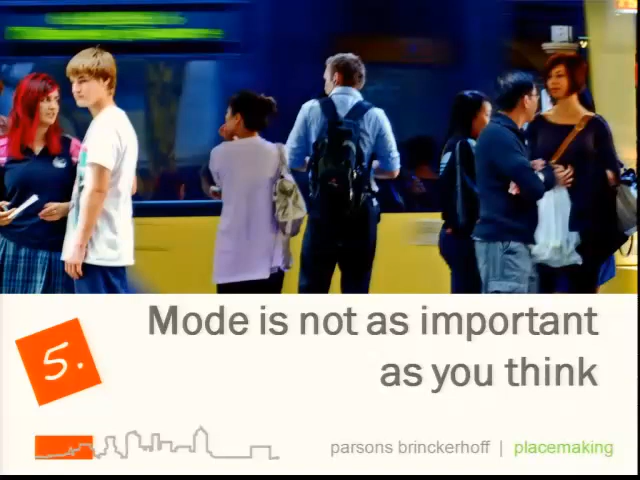 5.
Mode is not as important
as you think
parsons brinckerhoff | placemaking